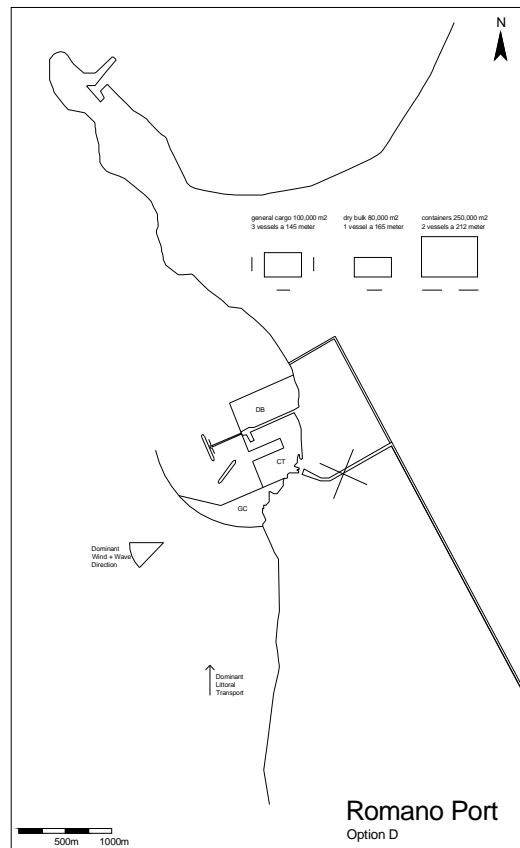 N
general cargo 100,000 m2
3 vessels a 145 meter
dry bulk 80,000 m2
1 vessel a 165 meter
containers 250,000 m2
2 vessels a 212 meter
DB
CT
GC
Dominant
Wind + Wave
Direction
Dominant
Littoral
Transport
Romano Port
Option D
500m
1000m